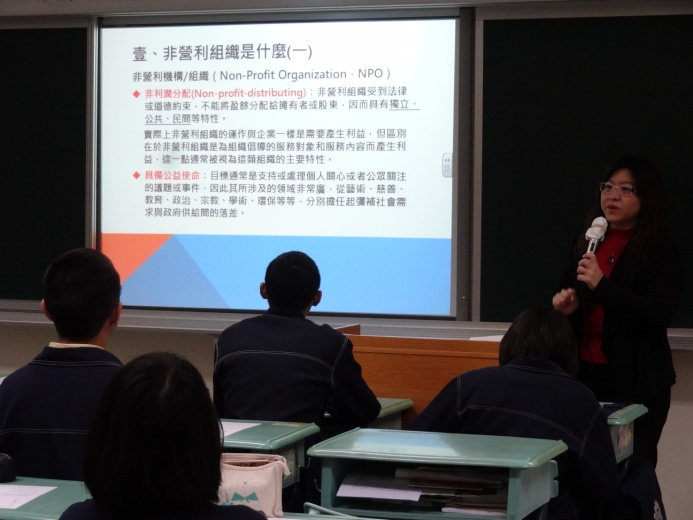 壹、非營利組織是什麼(一)
非營利機構/組織（Non-Profit Organization，NPO）
◆ 非利潤分配(Non-profit-distributing)：非營利組織受到法律
或道德約束，不能將盈餘分配給擁有者或股東，因而具有獨立、
公共、民間等特性。
實際上非營利組織的運作與企業一樣是需要產生利益，但區別
在於非營利組織是為組織倡導的服務對象和服務內容而產生利
益，這一點通常被視為這類組織的主要特性。
◆ 具備公益使命：目標通常是支持或處理個人關心或者公眾關注
的議題或事件，因此其所涉及的領域非常廣，從藝術、慈善、
教育、政治、宗教、學術、環保等等，分別擔任起彌補社會需
求與政府供給間的落差。